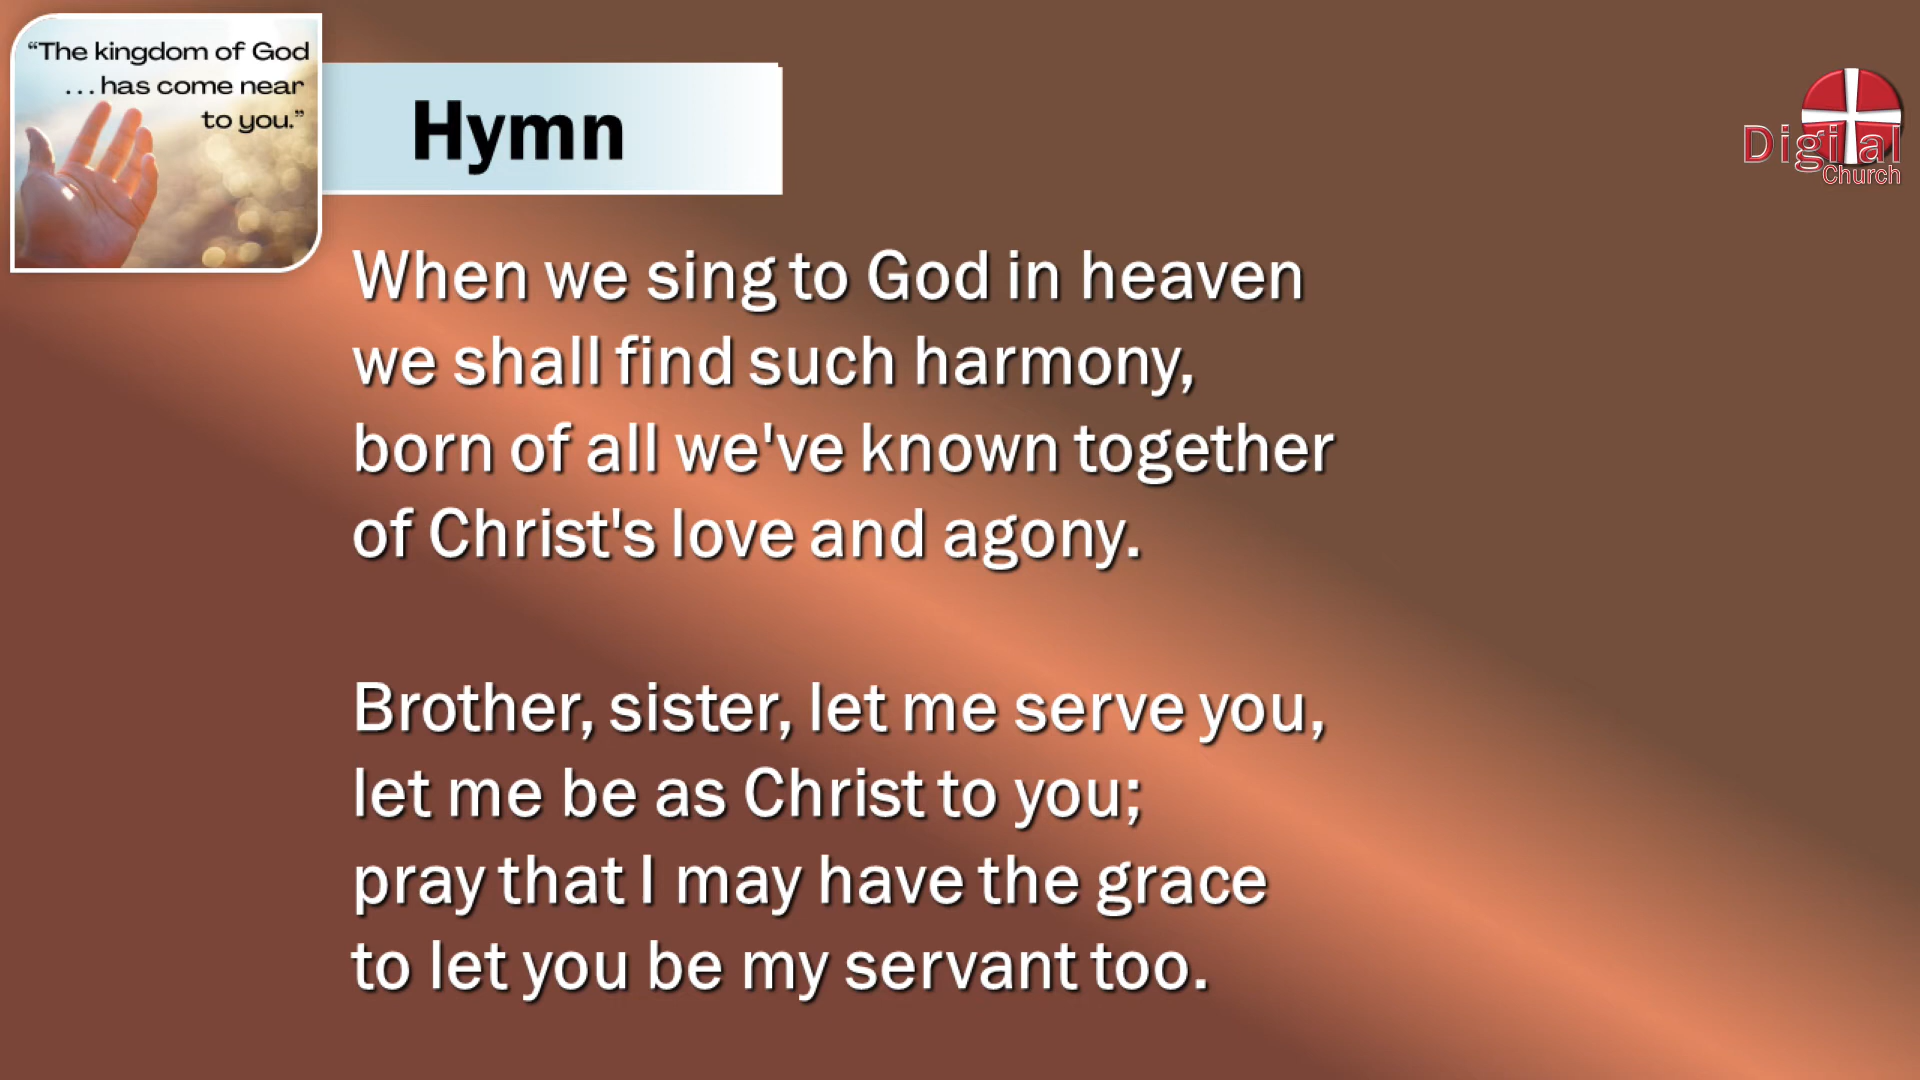 “The kingdom of God
...has come near
to you.”
Hymn
Digital
Church
When we sing to God in heaven
we shall find such harmony,
born of all we've known together
of Christ's love and agony.
Brother, sister, let me serve you,
let me be as Christ to you;
pray that I may have the grace
to let you be my servant too.